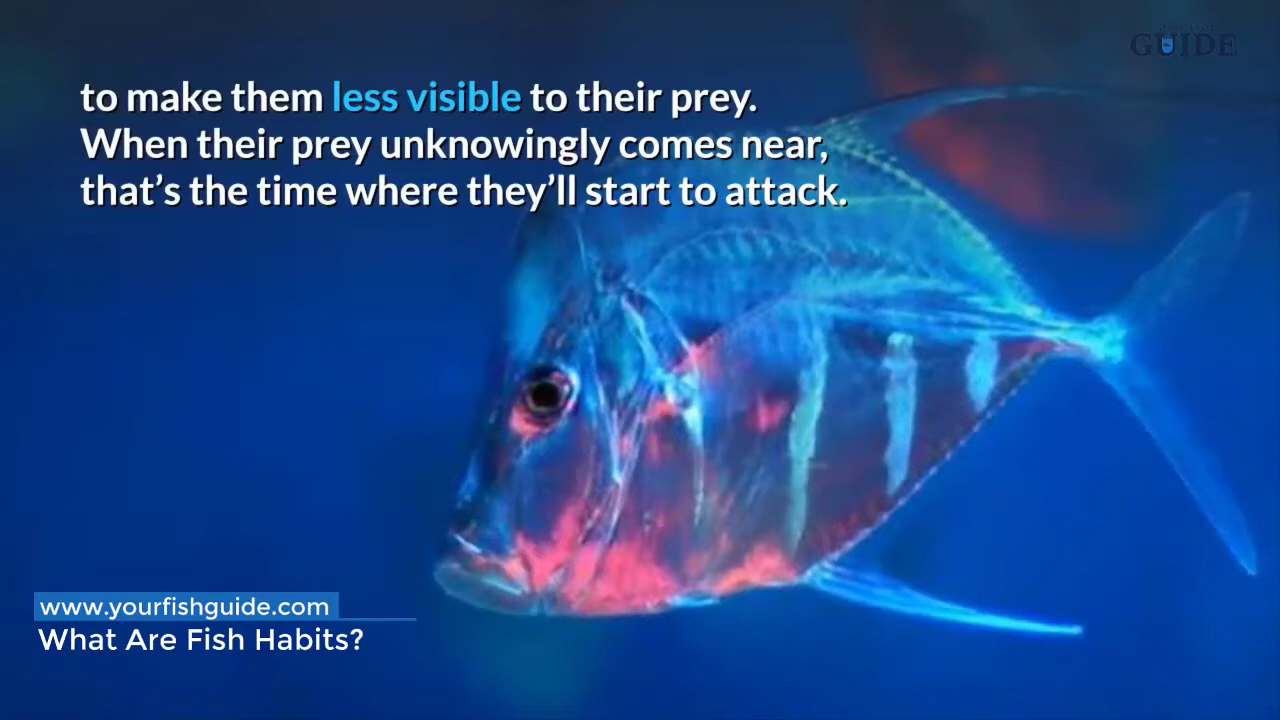 GUIDE
to make them less visible to their prey.
When their prey unknowingly comes near,
that's the time where they'll start to attack.
www.yourfishguide.com
What Are Fish Habits?